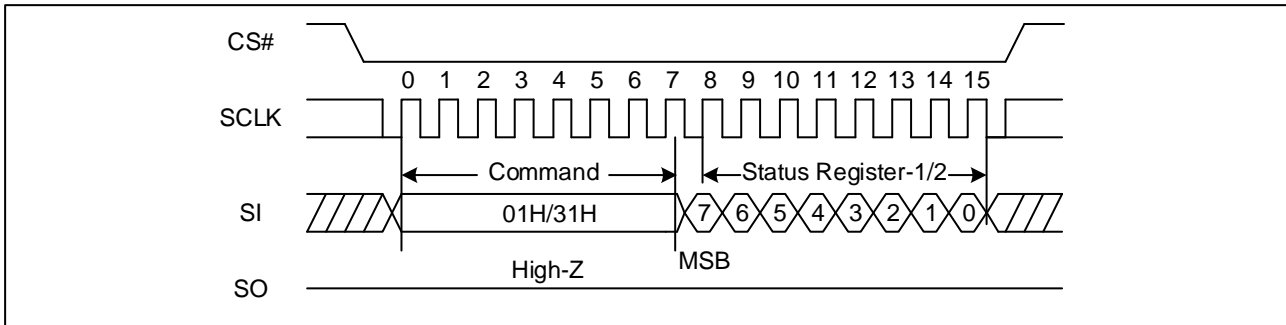 CS#
0 1 2 3 4 5 6 7 8 9 10 11 12 13 14 15
SCLK
Command Status Register-1/2
SI 01H/31H 7 6 5 4 3 2 1 0
High-Z MSB
SO